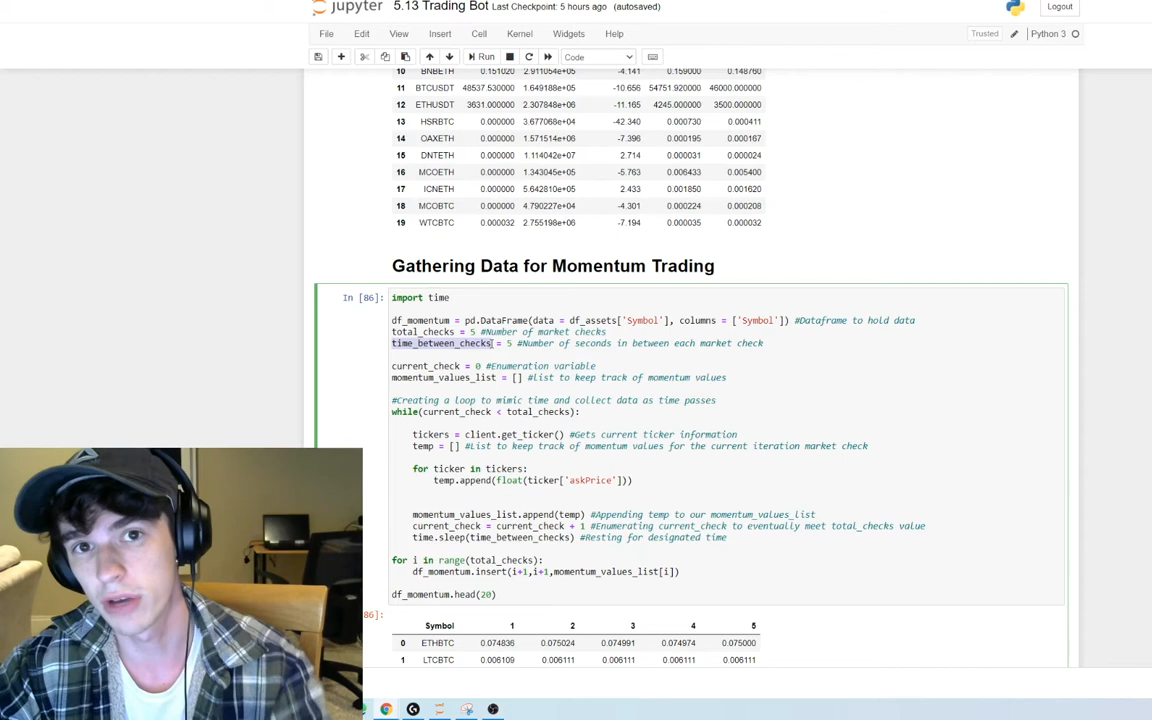 jupyter 5.13 Trading Bot Last Checkpoint: 5 hours ago (autosaved)
Logout
File Edit View Insert Cell Kernel Widgets Help
Trusted Python 3
Run Code
10 BNBETH 0.151020 2.911054e+05 -4.141 0.159000 0.148760
11 BTCUSDT 48537.530000 1.649188e+05 -10.656 54751.920000 46000.000000
12 ETHUSDT 3631.000000 2.307848e+06 -11.165 4245.000000 3500.000000
13 HSRBTC 0.000000 3.677068e+04 -42.340 0.000730 0.000411
14 OAXETH 0.000000 1.571514e+06 -7.396 0.000195 0.000167
15 DNTETH 0.000000 1.114042e+07 2.714 0.000031 0.000024
16 MCOETH 0.000000 1.343045e+05 -5.763 0.006433 0.005400
17 ICNETH 0.000000 5.642810e+05 2.433 0.001850 0.001620
18 MCOBTC 0.000000 4.790227e+04 -4.301 0.000224 0.000208
19 WTCBTC 0.000032 2.755198e+06 -7.194 0.000035 0.000032
Gathering Data for Momentum Trading
In [86]: import time
df_momentum = pd.DataFrame(data = df_assets['Symbol'], columns = ['Symbol']) #Dataframe to hold data
total_checks = 5 #Number of market checks
time_between_checks = 5 #Number of seconds in between each market check
current_check = 0 #Enumeration variable
momentum_values_list = [] #list to keep track of momentum values
#Creating a loop to mimic time and collect data as time passes
while(current_check < total_checks):
tickers = client.get_ticker() #Gets current ticker information
temp = [] #List to keep track of momentum values for the current iteration market check
for ticker in tickers:
temp.append(float(ticker['askPrice']))
momentum_values_list.append(temp) #Appending temp to our momentum_values_list
current_check = current_check + 1 #Enumerating current_check to eventually meet total_checks value
time.sleep(time_between_checks) #Resting for designated time
for i in range(total_checks):
df_momentum.insert(i+1,i+1,momentum_values_list[i])
df_momentum.head(20)
86]:
Symbol 1 2 3 4 5
0 ETHBTC 0.074836 0.075024 0.074991 0.074974 0.075000
1 LTCBTC 0.006109 0.006111 0.006111 0.006111 0.006111